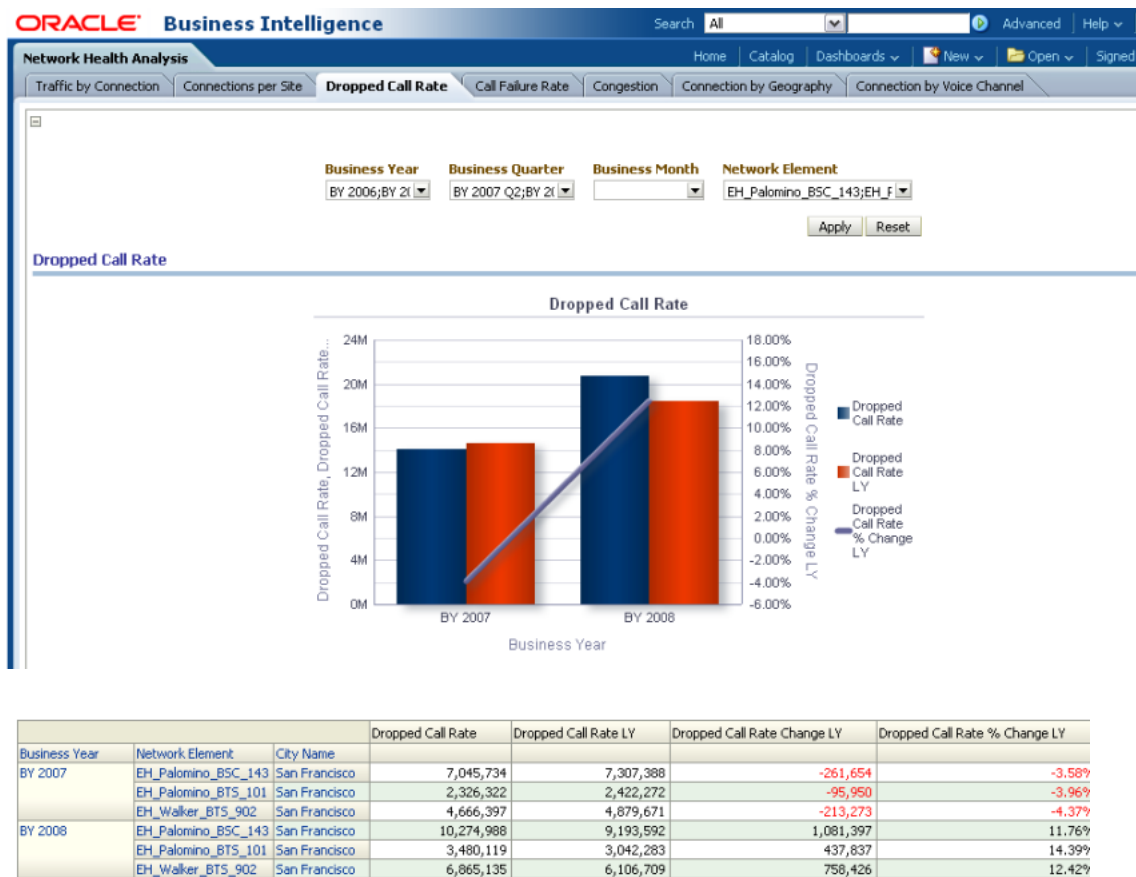 ORACLE Business Intelligence
Search All Advanced Help
Network Health Analysis
Home Catalog Dashboards New Open Signed
Traffic by Connection Connections per Site Dropped Call Rate Call Failure Rate Congestion Connection by Geography Connection by Voice Channel
Business Year Business Quarter Business Month Network Element
BY 2006;BY 2( BY 2007 Q2;BY 2( EH_Palomino_BSC_143;EH_F
Apply Reset
Dropped Call Rate
Dropped Call Rate
Dropped Call Rate, Dropped Call Rate...
24M
20M
16M
12M
8M
4M
0M
18.00%
16.00%
14.00%
12.00%
10.00%
8.00%
6.00%
4.00%
2.00%
0.00%
-2.00%
-4.00%
-6.00%
Dropped Call Rate % Change LY
Dropped
Call Rate
Dropped
Call Rate
LY
Dropped
Call Rate
% Change
LY
BY 2007 BY 2008
Business Year
Dropped Call Rate Dropped Call Rate LY Dropped Call Rate Change LY Dropped Call Rate % Change LY
Business Year Network Element City Name
BY 2007 EH_Palomino_BSC_143 San Francisco 7,045,734 7,307,388 -261,654 -3.58%
EH_Palomino_BTS_101 San Francisco 2,326,322 2,422,272 -95,950 -3.96%
EH_Walker_BTS_902 San Francisco 4,666,397 4,879,671 -213,273 -4.37%
BY 2008 EH_Palomino_BSC_143 San Francisco 10,274,988 9,193,592 1,081,397 11.76%
EH_Palomino_BTS_101 San Francisco 3,480,119 3,042,283 437,837 14.39%
EH_Walker_BTS_902 San Francisco 6,865,135 6,106,709 758,426 12.42%